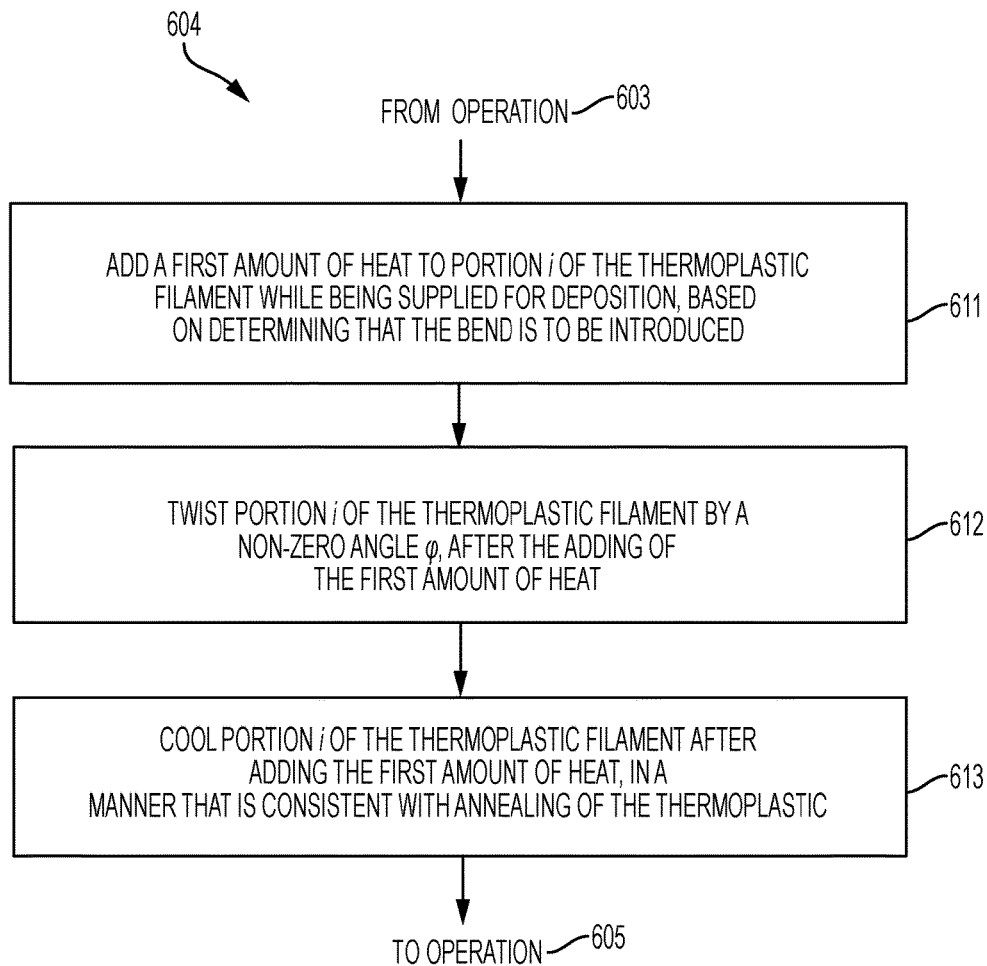 604
FROM OPERATION 603
ADD A FIRST AMOUNT OF HEAT TO PORTION i OF THE THERMOPLASTIC
FILAMENT WHILE BEING SUPPLIED FOR DEPOSITION, BASED
ON DETERMINING THAT THE BEND IS TO BE INTRODUCED
611
TWIST PORTION i OF THE THERMOPLASTIC FILAMENT BY A
NON-ZERO ANGLE φ, AFTER THE ADDING OF
THE FIRST AMOUNT OF HEAT
612
COOL PORTION i OF THE THERMOPLASTIC FILAMENT AFTER
ADDING THE FIRST AMOUNT OF HEAT, IN A
MANNER THAT IS CONSISTENT WITH ANNEALING OF THE THERMOPLASTIC
613
TO OPERATION 605